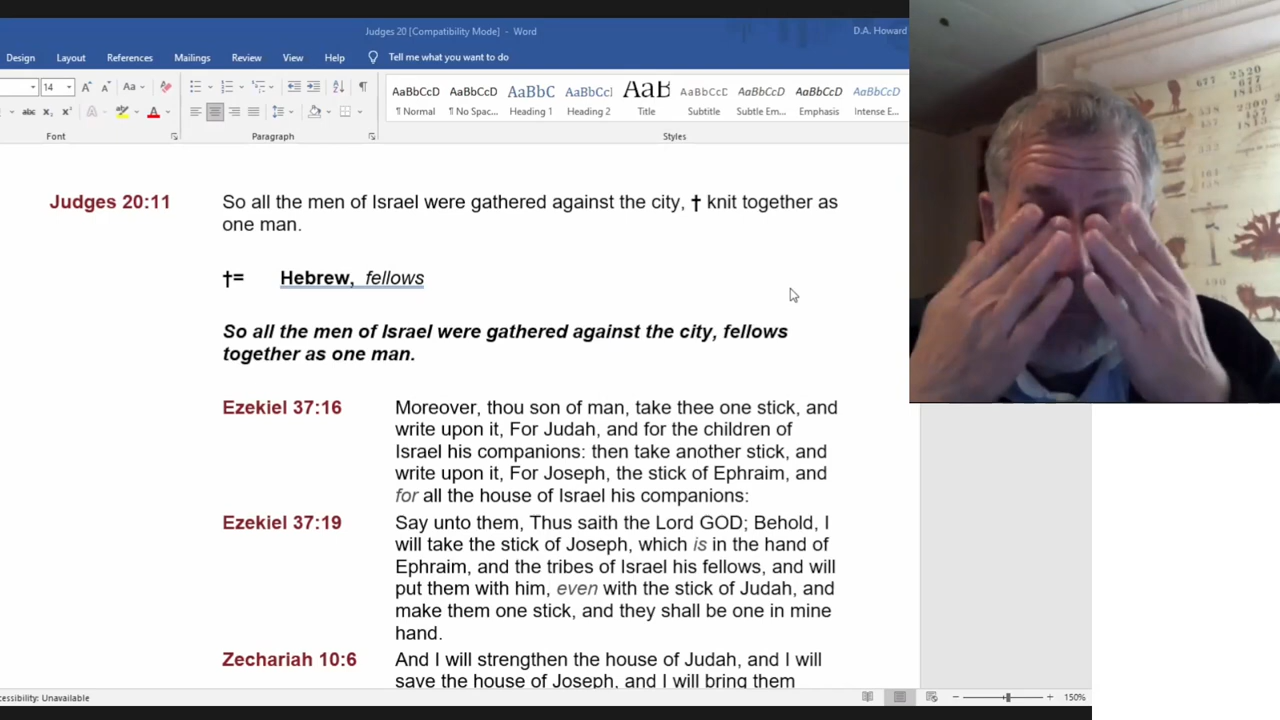 Judges 20 [Compatibility Mode] - Word
D.A. Howard
Design Layout References Mailings Review View Help Tell me what you want to do
14
Aa
abc x₂ x²
A
AaBbCcD AaBbCcD AaBbC AaBbCcl AaB AaBbCcD AaBbCcD AaBbCcD AaBbCcD
¶ Normal ¶ No Spac... Heading 1 Heading 2 Title Subtitle Subtle Em... Emphasis Intense E...
Font Paragraph Styles
Judges 20:11 So all the men of Israel were gathered against the city, † knit together as
one man.
†= Hebrew, fellows
So all the men of Israel were gathered against the city, fellows
together as one man.
Ezekiel 37:16 Moreover, thou son of man, take thee one stick, and
write upon it, For Judah, and for the children of
Israel his companions: then take another stick, and
write upon it, For Joseph, the stick of Ephraim, and
for all the house of Israel his companions:
Ezekiel 37:19 Say unto them, Thus saith the Lord GOD; Behold, I
will take the stick of Joseph, which is in the hand of
Ephraim, and the tribes of Israel his fellows, and will
put them with him, even with the stick of Judah, and
make them one stick, and they shall be one in mine
hand.
Zechariah 10:6 And I will strengthen the house of Judah, and I will
save the house of Joseph, and I will bring them
cessibility: Unavailable
150%
677 2520
538 2300